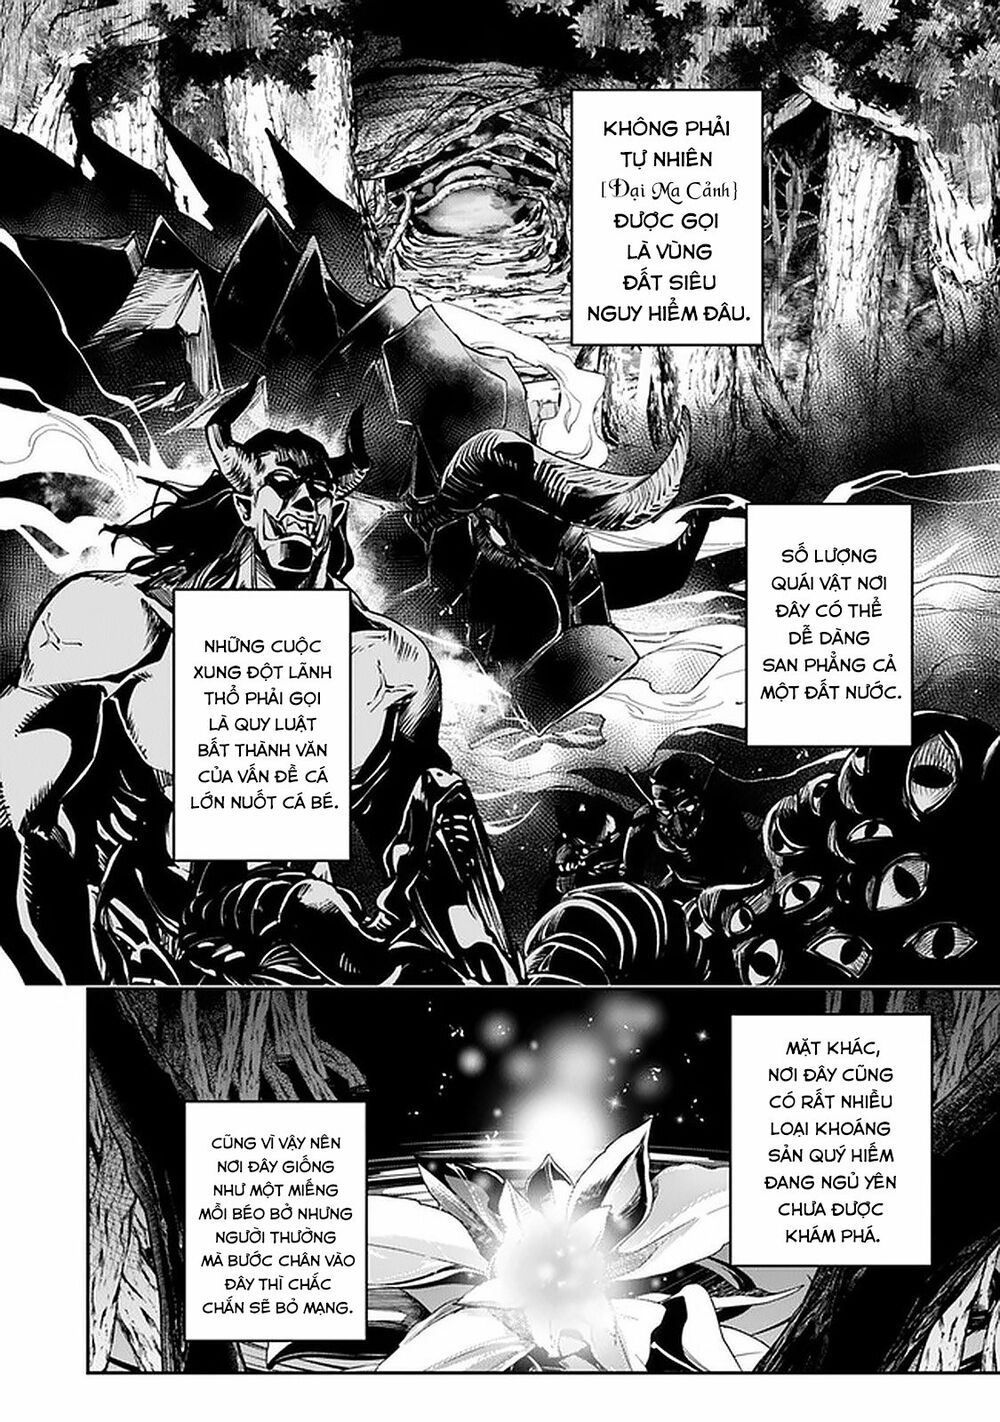 KHÔNG PHẢI
TỰ NHIÊN
[Đại Ma Cảnh}
ĐƯỢC GỌI
LÀ VÙNG
ĐẤT SIÊU
NGUY HIỂM ĐÂU.
SỐ LƯỢNG
QUÁI VẬT NƠI
ĐÂY CÓ THỂ
DỄ DÀNG
SAN PHẲNG CẢ
MỘT ĐẤT NƯỚC.
NHỮNG CUỘC
XUNG ĐỘT LÃNH
THỔ PHẢI GỌI
LÀ QUY LUẬT
BẤT THÀNH VĂN
CỦA VẤN ĐỀ CÁ
LỚN NUỐT CÁ BÉ.
MẶT KHÁC,
NƠI ĐÂY CŨNG
CÓ RẤT NHIỀU
LOẠI KHOÁNG
SẢN QUÝ HIẾM
ĐANG NGỦ YÊN
CHƯA ĐƯỢC
KHÁM PHÁ.
CŨNG VÌ VẬY NÊN
NƠI ĐÂY GIỐNG
NHƯ MỘT MIẾNG
MỒI BÉO BỞ NHƯNG
NGƯỜI THƯỜNG
MÀ BƯỚC CHÂN VÀO
ĐÂY THÌ CHẮC
CHẮN SẼ BỎ MẠNG.